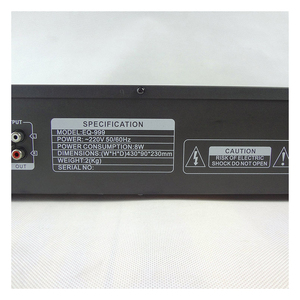 PUT
OUT
SPECIFICATION
MODEL:EQ-999
POWER: ~220V 50/60Hz
POWER CONSUMPTION:8W
DIMENSIONS:(W*H*D)430*90*230mm
WEIGHT:2(Kg)
SERIAL NO:
CAUTION
RISK OF ELECTRIC
SHOCK DO NOT OPEN